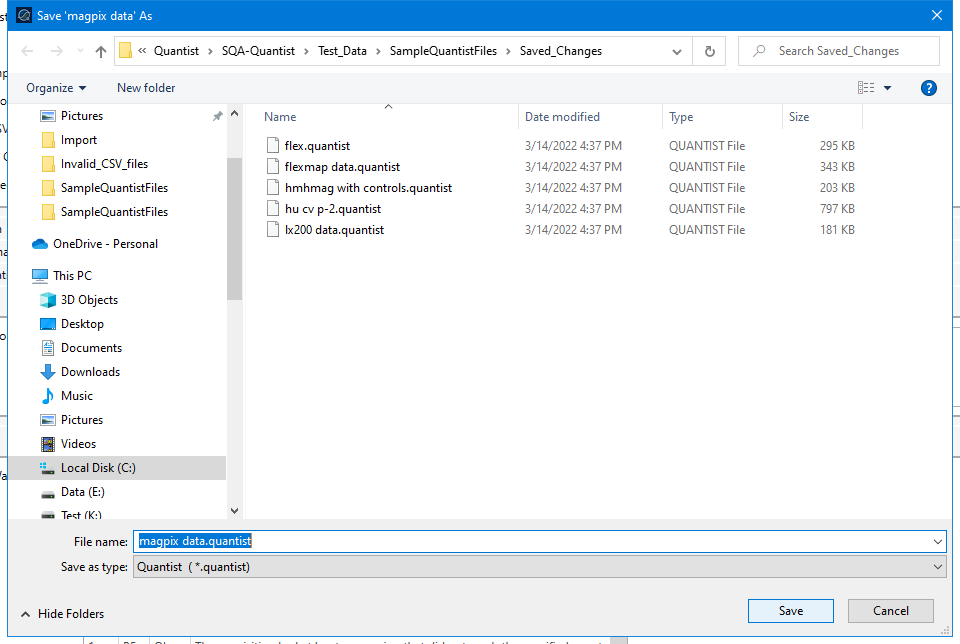 Save 'magpix data' As
« Quantist > SQA-Quantist > Test_Data > SampleQuantistFiles > Saved_Changes
Search Saved_Changes
Organize
New folder
?
Pictures
Import
Invalid_CSV_files
SampleQuantistFiles
SampleQuantistFiles
OneDrive - Personal
This PC
3D Objects
Desktop
Documents
Downloads
Music
Pictures
Videos
Local Disk (C:)
Data (E:)
Test (K:)
Name Date modified Type Size
flex.quantist 3/14/2022 4:37 PM QUANTIST File 295 KB
flexmap data.quantist 3/14/2022 4:37 PM QUANTIST File 343 KB
hmhmag with controls.quantist 3/14/2022 4:37 PM QUANTIST File 203 KB
hu cv p-2.quantist 3/14/2022 4:37 PM QUANTIST File 797 KB
lx200 data.quantist 3/14/2022 4:37 PM QUANTIST File 181 KB
File name: magpix data.quantist
Save as type: Quantist ( *.quantist)
Hide Folders
Save
Cancel